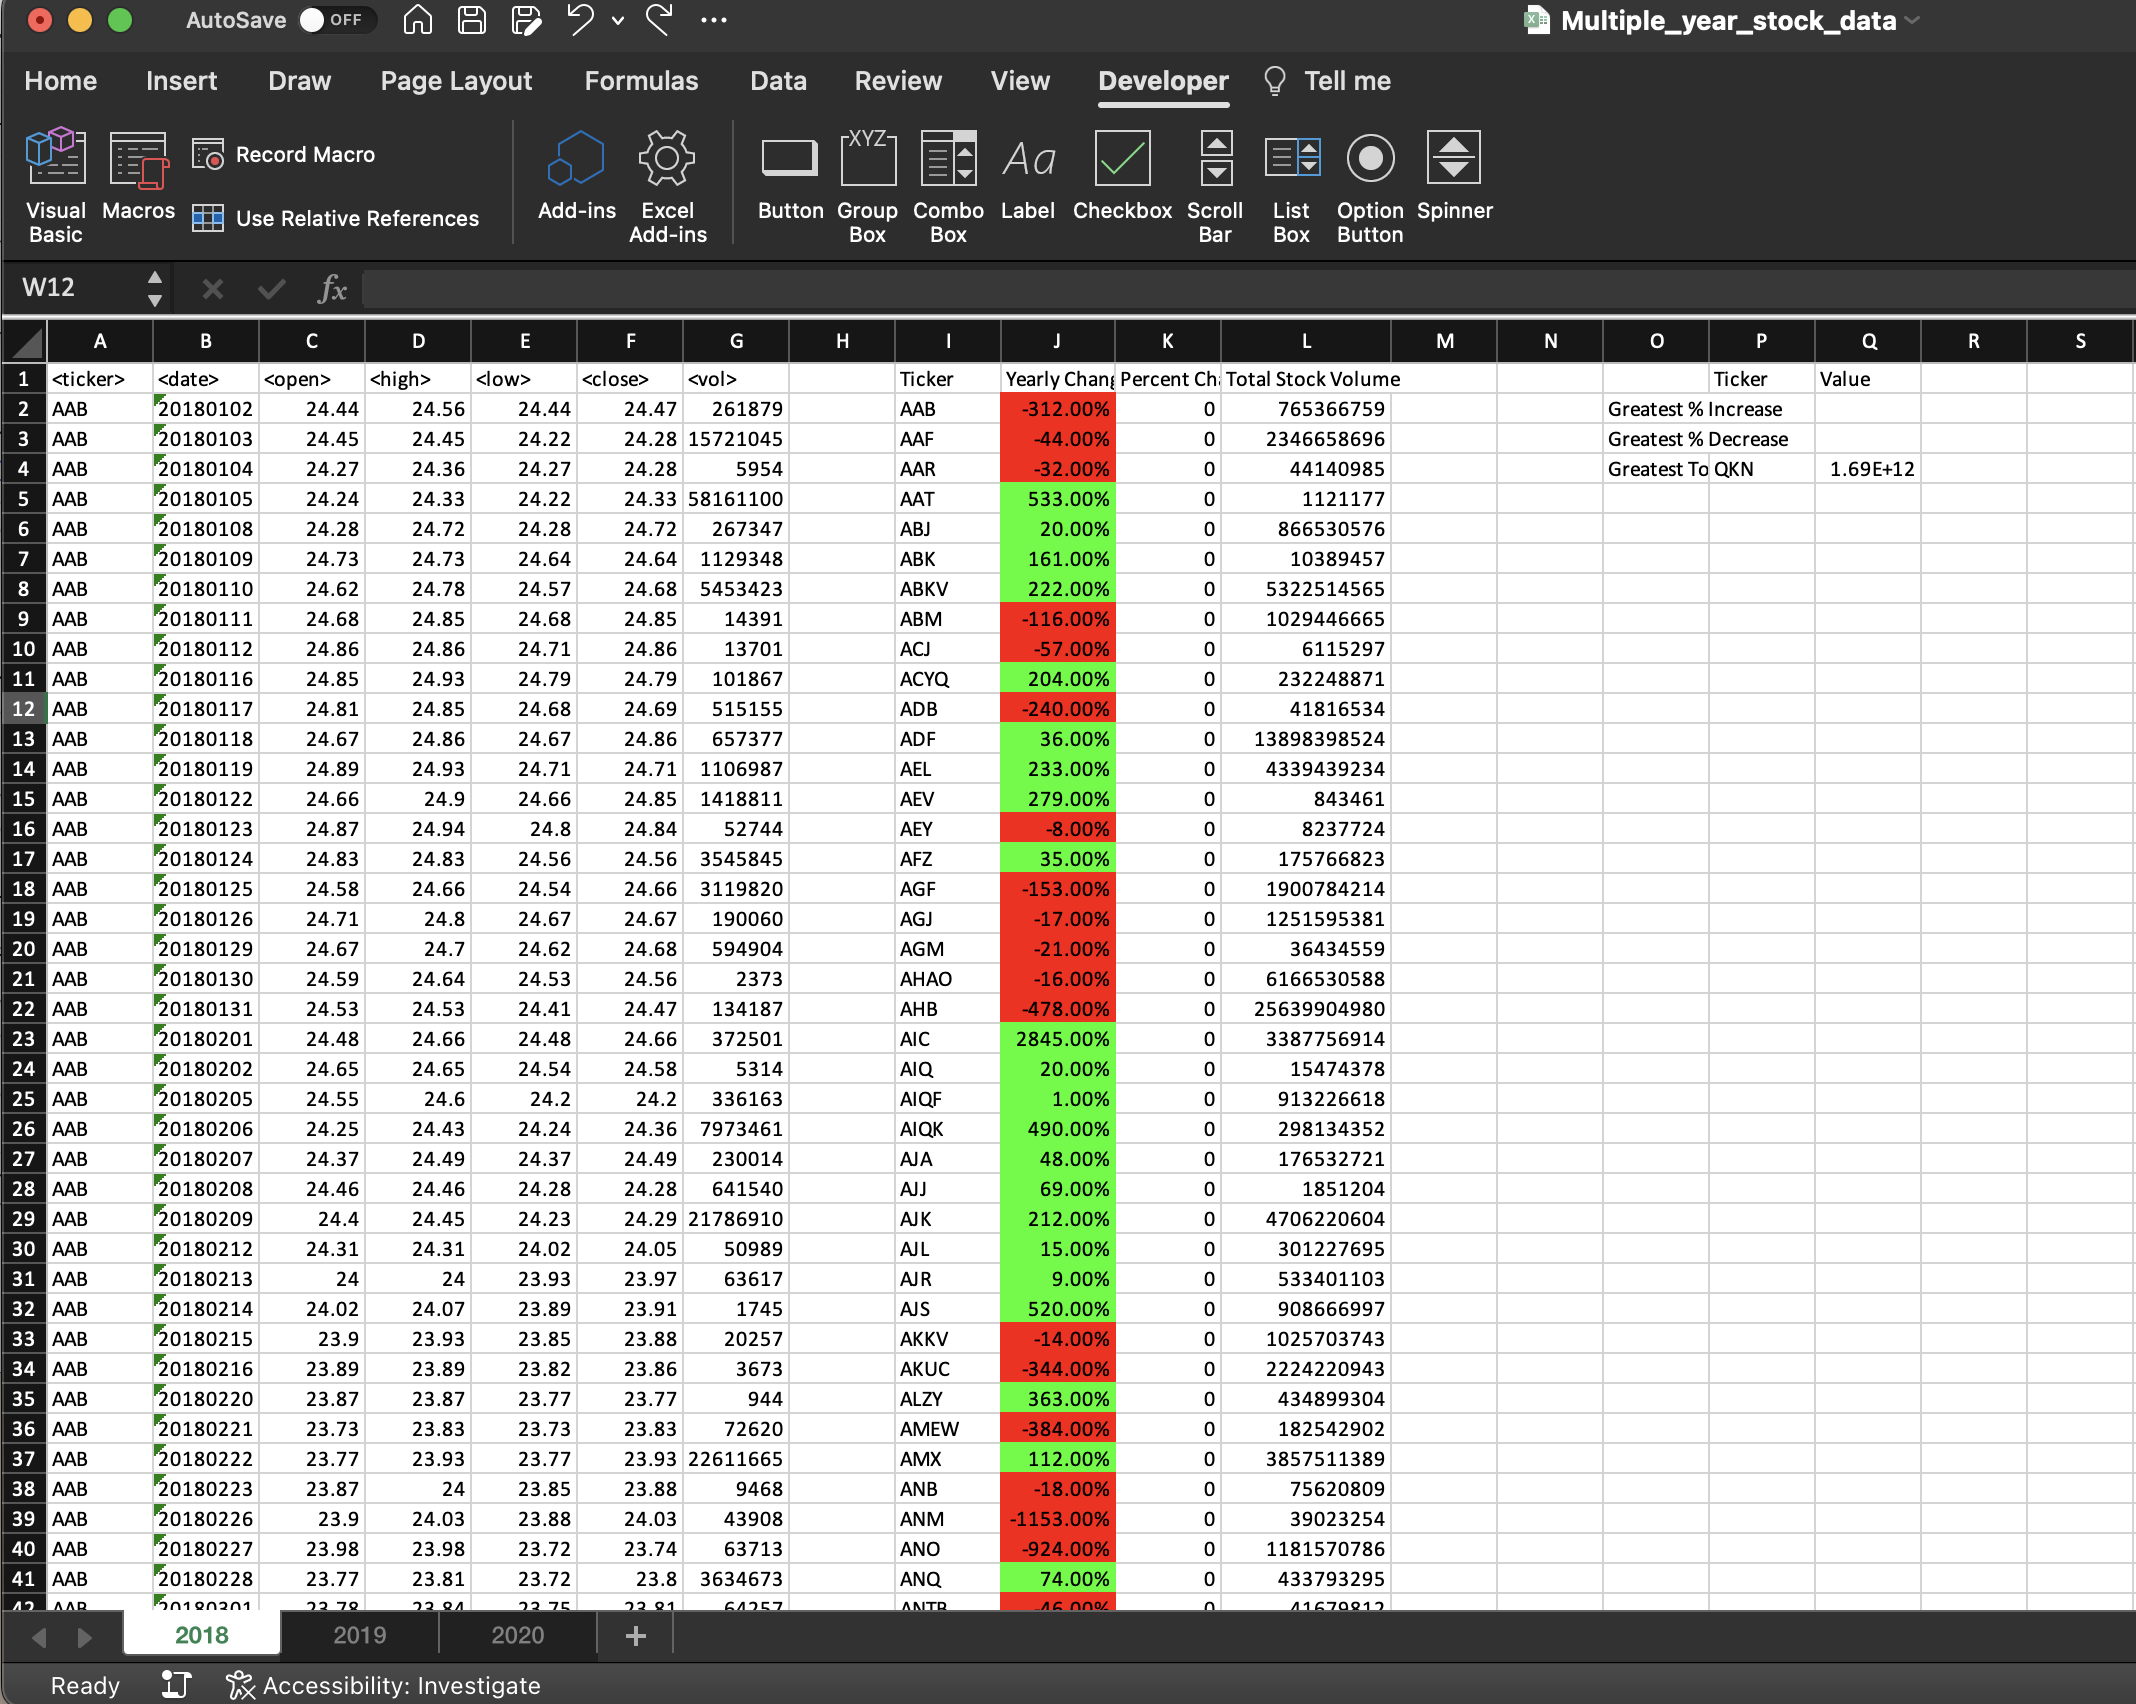 AutoSave OFF Multiple_year_stock_data
Home Insert Draw Page Layout Formulas Data Review View Developer Tell me
Visual Basic Macros Record Macro Use Relative References Add-ins Excel Add-ins Button Group Box Combo Box Label Checkbox Scroll Bar List Box Option Button Spinner
XYZ Aa
W12 fx
A B C D E F G H I J K L M N O P Q R S
1 <ticker> <date> <open> <high> <low> <close> <vol> Ticker Yearly Chang Percent Ch Total Stock Volume Ticker Value
2 AAB 20180102 24.44 24.56 24.44 24.47 261879 AAB -312.00% 0 765366759 Greatest % Increase
3 AAB 20180103 24.45 24.45 24.22 24.28 15721045 AAF -44.00% 0 2346658696 Greatest % Decrease
4 AAB 20180104 24.27 24.36 24.27 24.28 5954 AAR -32.00% 0 44140985 Greatest To QKN 1.69E+12
5 AAB 20180105 24.24 24.33 24.22 24.33 58161100 AAT 533.00% 0 1121177
6 AAB 20180108 24.28 24.72 24.28 24.72 267347 ABJ 20.00% 0 866530576
7 AAB 20180109 24.73 24.73 24.64 24.64 1129348 ABK 161.00% 0 10389457
8 AAB 20180110 24.62 24.78 24.57 24.68 5453423 ABKV 222.00% 0 5322514565
9 AAB 20180111 24.68 24.85 24.68 24.85 14391 ABM -116.00% 0 1029446665
10 AAB 20180112 24.86 24.86 24.71 24.86 13701 ACJ -57.00% 0 6115297
11 AAB 20180116 24.85 24.93 24.79 24.79 101867 ACYQ 204.00% 0 232248871
12 AAB 20180117 24.81 24.85 24.68 24.69 515155 ADB -240.00% 0 41816534
13 AAB 20180118 24.67 24.86 24.67 24.86 657377 ADF 36.00% 0 13898398524
14 AAB 20180119 24.89 24.93 24.71 24.71 1106987 AEL 233.00% 0 4339439234
15 AAB 20180122 24.66 24.9 24.66 24.85 1418811 AEV 279.00% 0 843461
16 AAB 20180123 24.87 24.94 24.8 24.84 52744 AEY -8.00% 0 8237724
17 AAB 20180124 24.83 24.83 24.56 24.56 3545845 AFZ 35.00% 0 175766823
18 AAB 20180125 24.58 24.66 24.54 24.66 3119820 AGF -153.00% 0 1900784214
19 AAB 20180126 24.71 24.8 24.67 24.67 190060 AGJ -17.00% 0 1251595381
20 AAB 20180129 24.67 24.7 24.62 24.68 594904 AGM -21.00% 0 36434559
21 AAB 20180130 24.59 24.64 24.53 24.56 2373 AHAO -16.00% 0 6166530588
22 AAB 20180131 24.53 24.53 24.41 24.47 134187 AHB -478.00% 0 25639904980
23 AAB 20180201 24.48 24.66 24.48 24.66 372501 AIC 2845.00% 0 3387756914
24 AAB 20180202 24.65 24.65 24.54 24.58 5314 AIQ 20.00% 0 15474378
25 AAB 20180205 24.55 24.6 24.2 24.2 336163 AIQF 1.00% 0 913226618
26 AAB 20180206 24.25 24.43 24.24 24.36 7973461 AIQK 490.00% 0 298134352
27 AAB 20180207 24.37 24.49 24.37 24.49 230014 AJA 48.00% 0 176532721
28 AAB 20180208 24.46 24.46 24.28 24.28 641540 AJJ 69.00% 0 1851204
29 AAB 20180209 24.4 24.45 24.23 24.29 21786910 AJK 212.00% 0 4706220604
30 AAB 20180212 24.31 24.31 24.02 24.05 50989 AJL 15.00% 0 301227695
31 AAB 20180213 24 24 23.93 23.97 63617 AJR 9.00% 0 533401103
32 AAB 20180214 24.02 24.07 23.89 23.91 1745 AJS 520.00% 0 908666997
33 AAB 20180215 23.9 23.93 23.85 23.88 20257 AKKV -14.00% 0 1025703743
34 AAB 20180216 23.89 23.89 23.82 23.86 3673 AKUC -344.00% 0 2224220943
35 AAB 20180220 23.87 23.87 23.77 23.77 944 ALZY 363.00% 0 434899304
36 AAB 20180221 23.73 23.83 23.73 23.83 72620 AMEW -384.00% 0 182542902
37 AAB 20180222 23.77 23.93 23.77 23.93 22611665 AMX 112.00% 0 3857511389
38 AAB 20180223 23.87 24 23.85 23.88 9468 ANB -18.00% 0 75620809
39 AAB 20180226 23.9 24.03 23.88 24.03 43908 ANM -1153.00% 0 39023254
40 AAB 20180227 23.98 23.98 23.72 23.74 63713 ANO -924.00% 0 1181570786
41 AAB 20180228 23.77 23.81 23.72 23.8 3634673 ANQ 74.00% 0 433793295
42 AAB 20180301 23.78 23.84 23.75 23.81 64257 ANTB -46.00% 0 41679812
2018 2019 2020
Ready Accessibility: Investigate